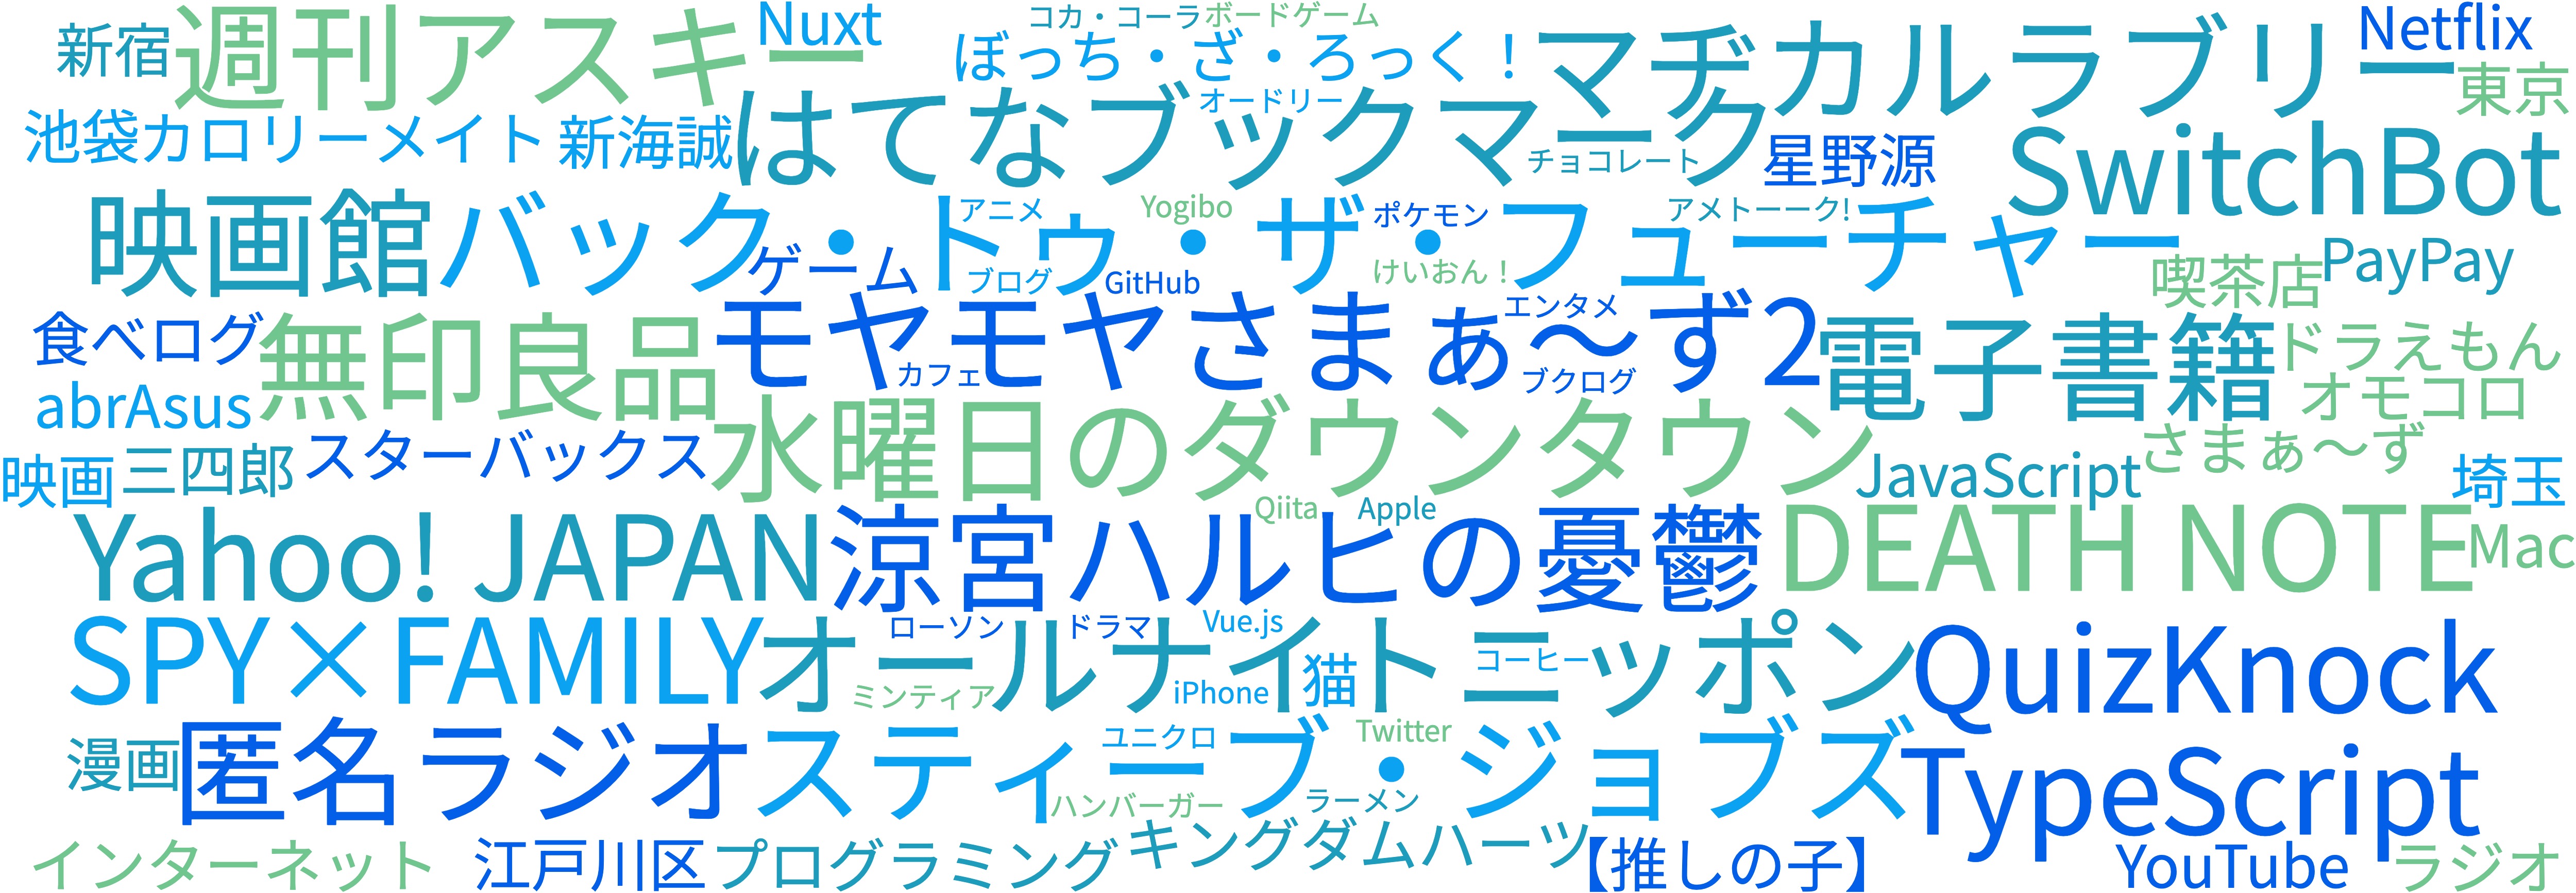 新宿
週刊アスキー
Nuxt
コカ・コーラ
ボードゲーム
ぼっち・ざ・ろっく！
マヂカルラブリー
Netflix
東京
池袋
カロリーメイト
新海誠
はてなブックマーク
オードリー
チョコレート
星野源
SwitchBot
映画館
バック・トゥ・ザ・フューチャー
アニメ
Yogibo
ポケモン
アメトーーク!
ゲーム
ブログ
GitHub
けいおん！
喫茶店
PayPay
食べログ
無印良品
モヤモヤさまぁ〜ず2
エンタメ
カフェ
ブクログ
電子書籍
ドラえもん
オモコロ
abrAsus
映画
三四郎
スターバックス
水曜日のダウンタウン
JavaScript
さまぁ〜ず
埼玉
Yahoo! JAPAN
涼宮ハルヒの憂鬱
Qiita
Apple
DEATH NOTE
Mac
SPY×FAMILY
オールナイトニッポン
ローソン
ドラマ
Vue.js
コーヒー
ミンティア
iPhone
猫
QuizKnock
漫画
匿名ラジオ
スティーブ・ジョブズ
ユニクロ
Twitter
ハンバーガー
ラーメン
TypeScript
インターネット
江戸川区
プログラミング
キングダムハーツ
【推しの子】
YouTube
ラジオ